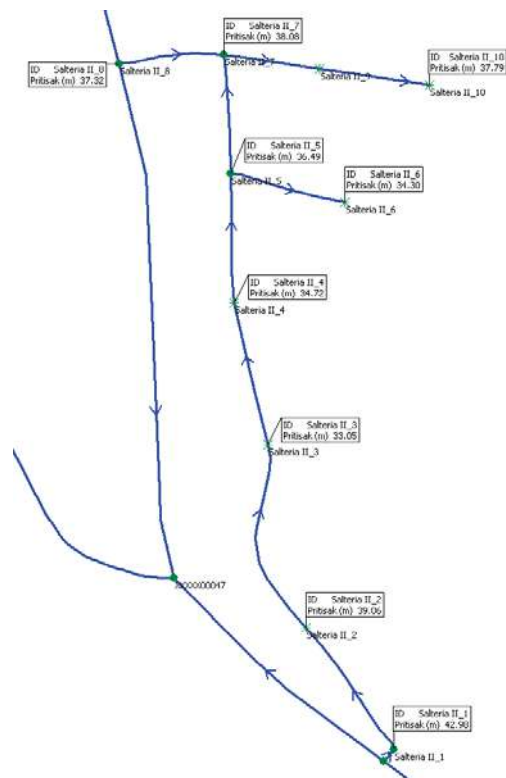 ID Salteria II_7
Pritisak (m) 38.08
ID Salteria II_8
Pritisak (m) 37.32
Salteria II_8
ID Salteria II_10
Pritisak (m) 37.79
Salteria II_9
Salteria II_10
ID Salteria II_5
Pritisak (m) 36.49
Salteria II_5
ID Salteria II_6
Pritisak (m) 34.30
Salteria II_6
ID Salteria II_4
Pritisak (m) 34.72
Salteria II_4
ID Salteria II_3
Pritisak (m) 33.05
Salteria II_3
ID Salteria II_2
Pritisak (m) 39.06
Salteria II_2
ID Salteria II_1
Pritisak (m) 42.98
Salteria II_1